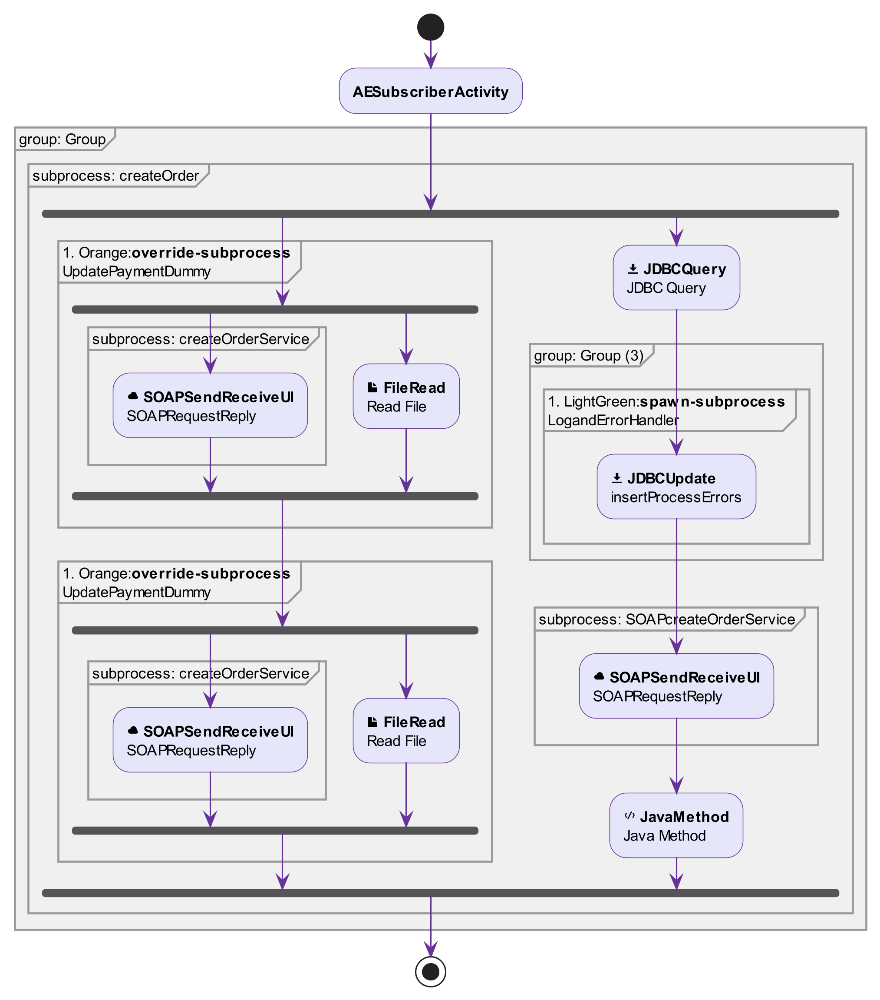 AESubscriberActivity
group: Group
subprocess: createOrder
1. Orange:override-subprocess
UpdatePaymentDummy
subprocess: createOrderService
SOAPSendReceiveUI
SOAPRequestReply
FileRead
Read File
1. Orange:override-subprocess
UpdatePaymentDummy
subprocess: createOrderService
SOAPSendReceiveUI
SOAPRequestReply
FileRead
Read File
JDBCQuery
JDBC Query
group: Group (3)
1. LightGreen:spawn-subprocess
LogandErrorHandler
JDBCUpdate
insertProcessErrors
subprocess: SOAPcreateOrderService
SOAPSendReceiveUI
SOAPRequestReply
JavaMethod
Java Method